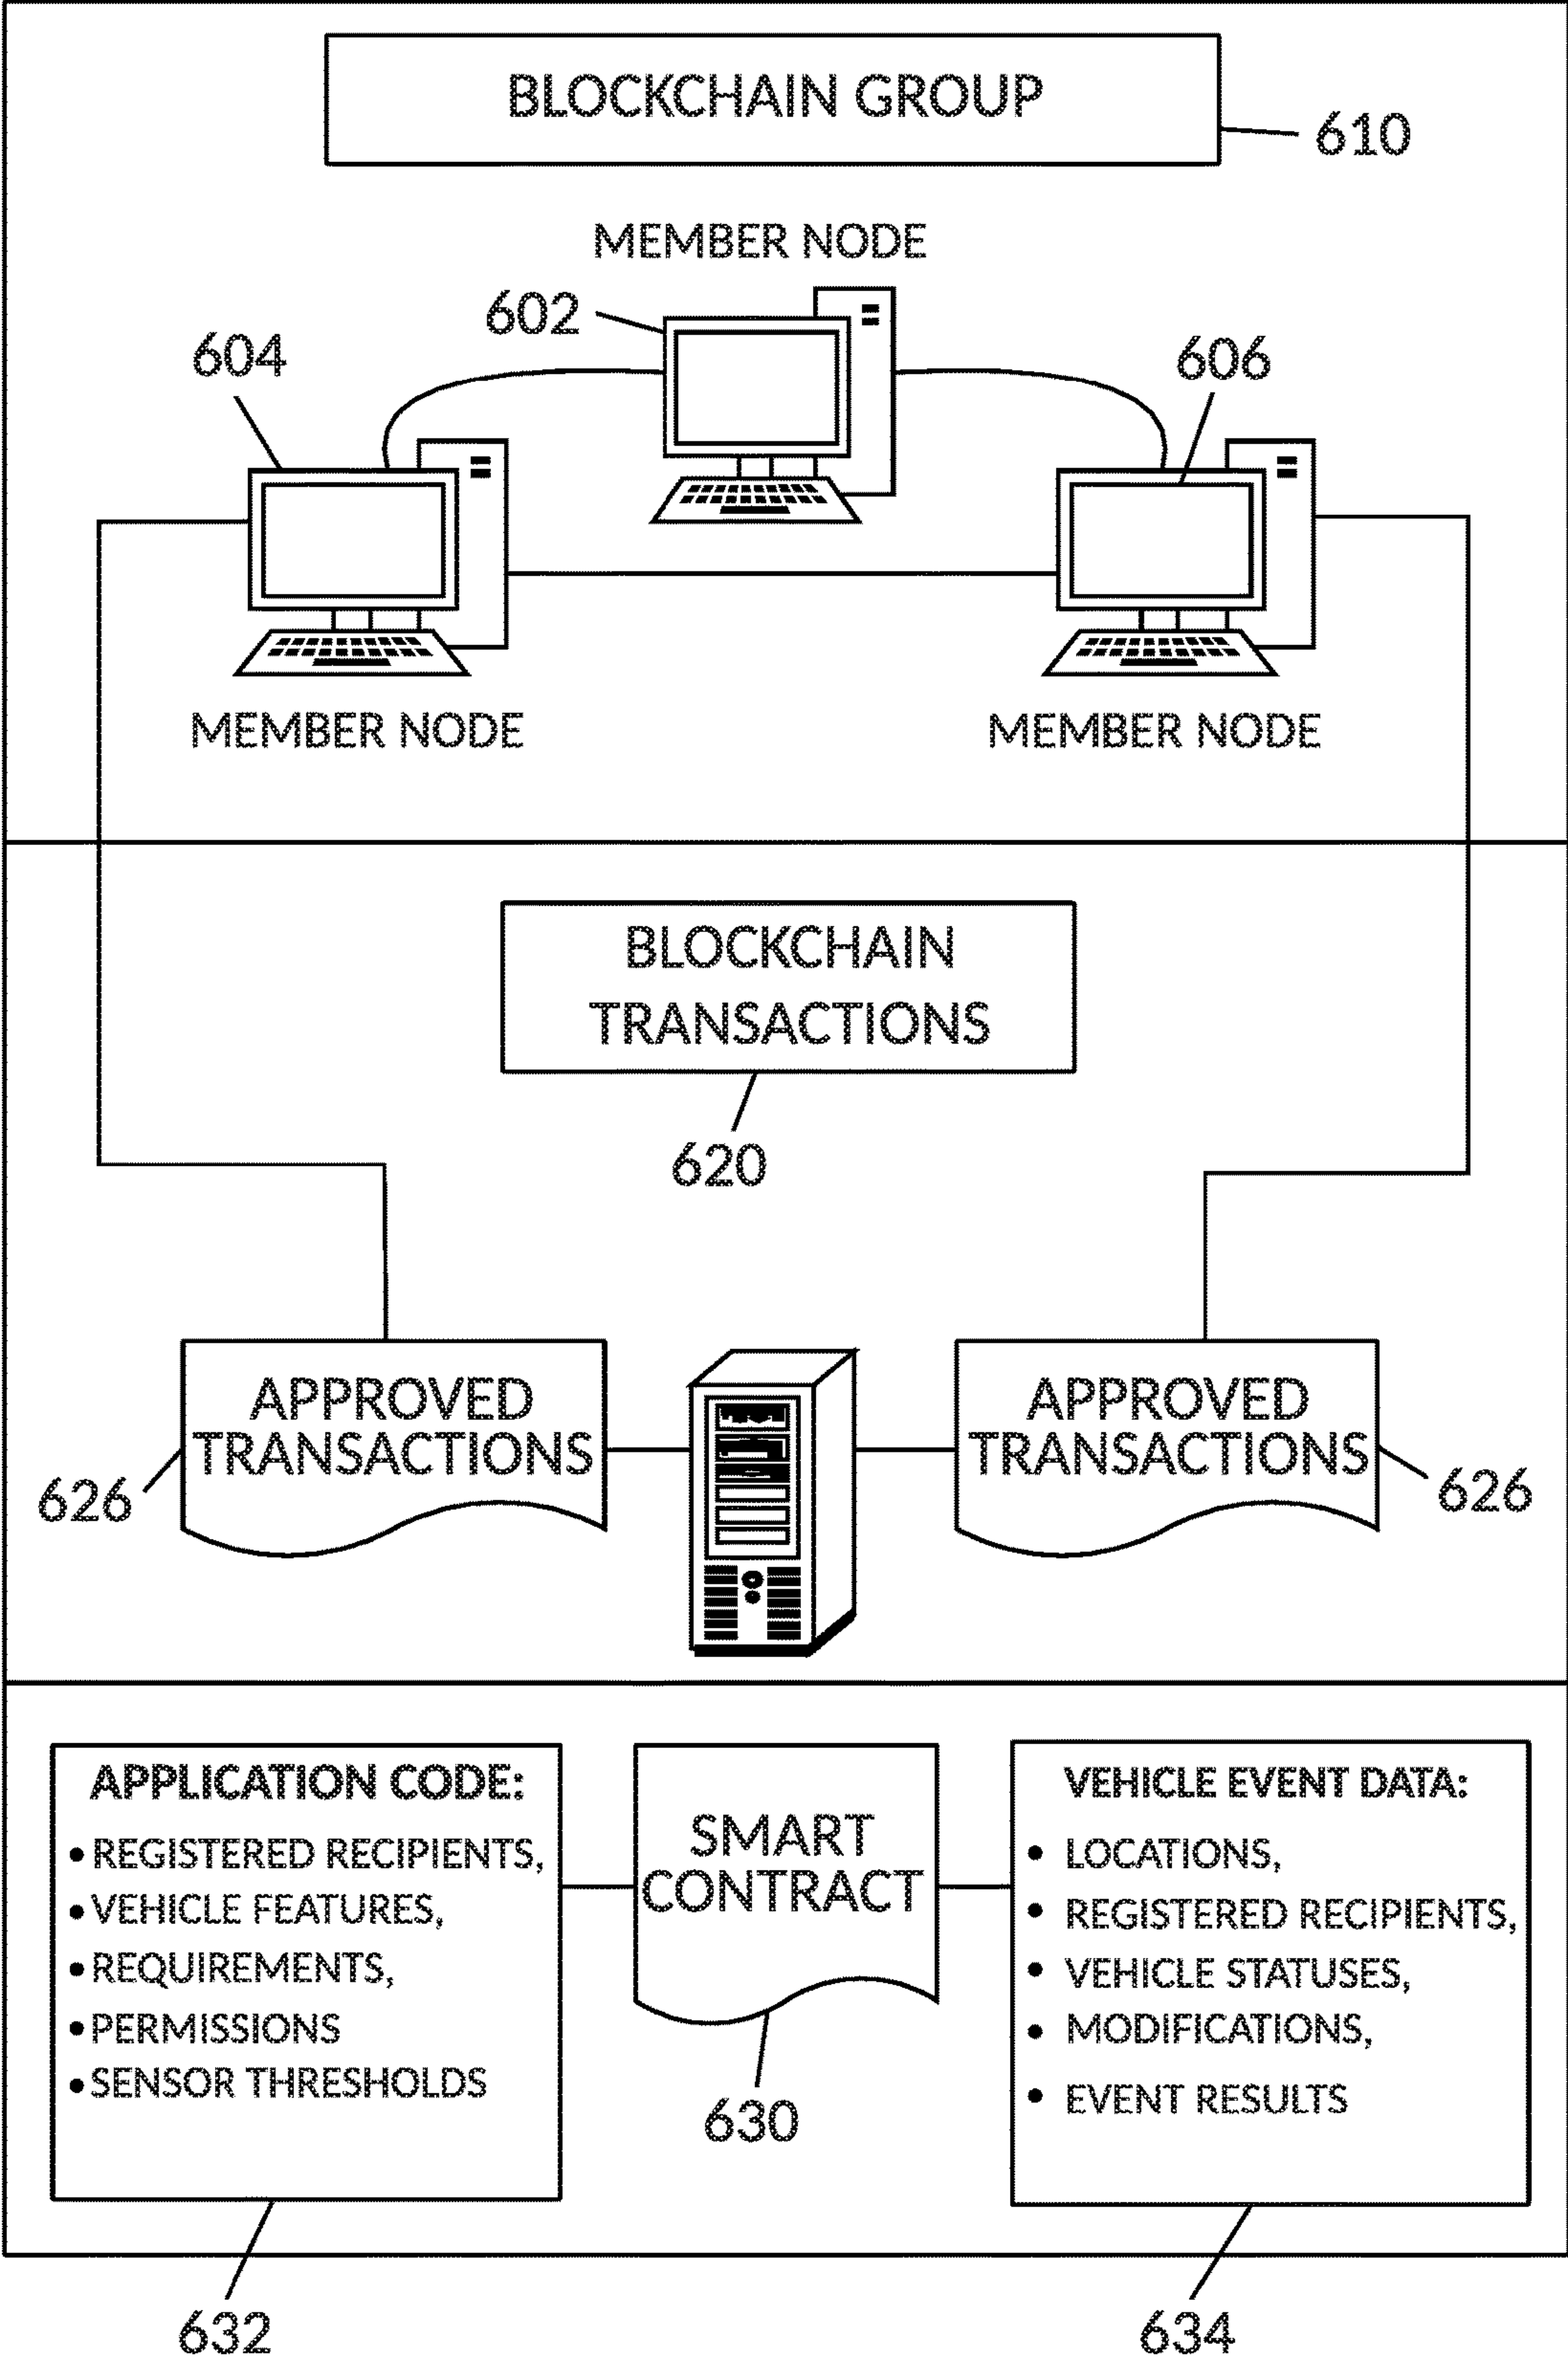 BLOCKCHAIN GROUP
610
MEMBER NODE
602
604
606
MEMBER NODE
MEMBER NODE
BLOCKCHAIN
TRANSACTIONS
620
APPROVED
TRANSACTIONS
626
APPROVED
TRANSACTIONS
626
APPLICATION CODE:
• REGISTERED RECIPIENTS,
• VEHICLE FEATURES,
• REQUIREMENTS,
• PERMISSIONS
• SENSOR THRESHOLDS
SMART
CONTRACT
630
VEHICLE EVENT DATA:
• LOCATIONS,
• REGISTERED RECIPIENTS,
• VEHICLE STATUSES,
• MODIFICATIONS,
• EVENT RESULTS
632
634